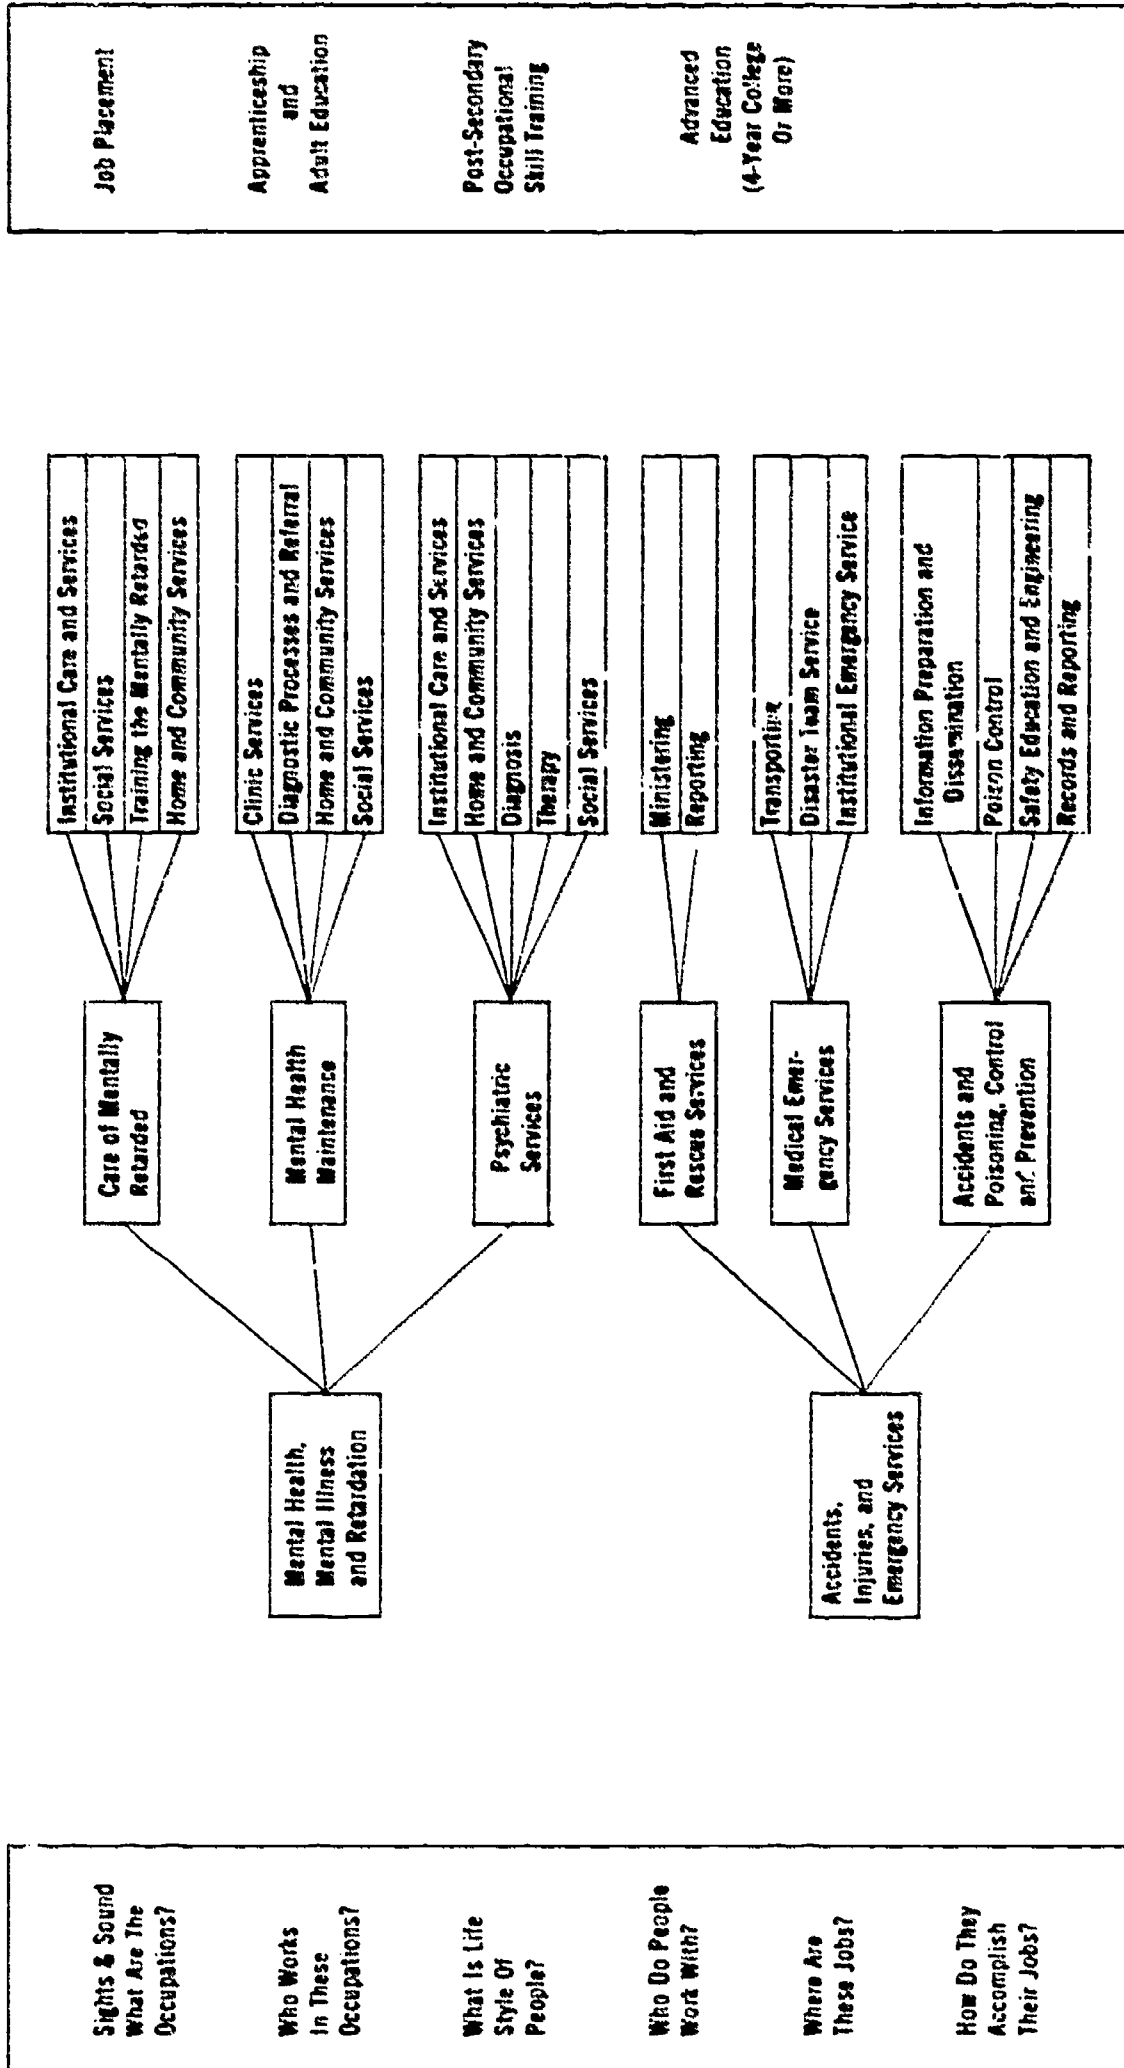 Sights & Sound
What Are The
Occupations?
Who Works
In These
Occupations?
What Is Life
Style Of
People?
Who Do People
Work With?
Where Are
These Jobs?
How Do They
Accomplish
Their Jobs?
Mental Health,
Mental Illness
and Retardation
Accidents,
Injuries, and
Emergency Services
Care of Mentally
Retarded
Mental Health
Maintenance
Psychiatric
Services
First Aid and
Rescue Services
Medical Emer-
gency Services
Accidents and
Poisoning, Control
and Prevention
Institutional Care and Services
Social Services
Training the Mentally Retarded
Home and Community Services
Clinic Services
Diagnostic Processes and Referral
Home and Community Services
Social Services
Institutional Care and Services
Home and Community Services
Diagnosis
Therapy
Social Services
Ministering
Reporting
Transporting
Disaster Team Service
Institutional Emergency Service
Information Preparation and
Dissemination
Poison Control
Safety Education and Engineering
Records and Reporting
Job Placement
Apprenticeship
and
Adult Education
Post-Secondary
Occupational
Skill Training
Advanced
Education
(4-Year College
Or More)